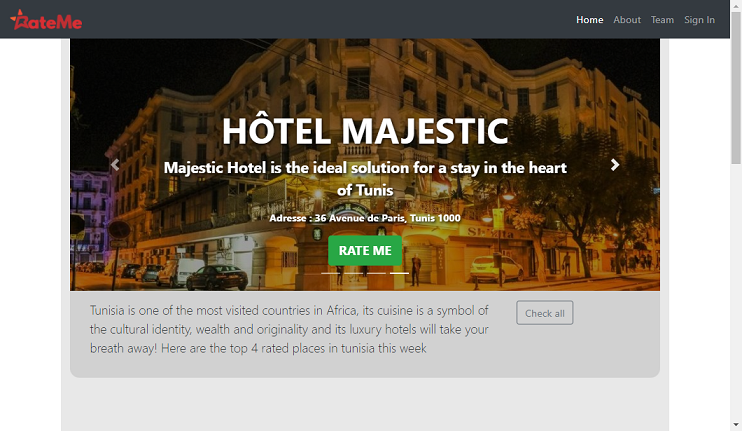 RateMe
Home About Team Sign In
HÔTEL MAJESTIC
Majestic Hotel is the ideal solution for a stay in the heart
of Tunis
Adresse : 36 Avenue de Paris, Tunis 1000
RATE ME
Tunisia is one of the most visited countries in Africa, its cuisine is a symbol of
the cultural identity, wealth and originality and its luxury hotels will take your
breath away! Here are the top 4 rated places in tunisia this week
Check all